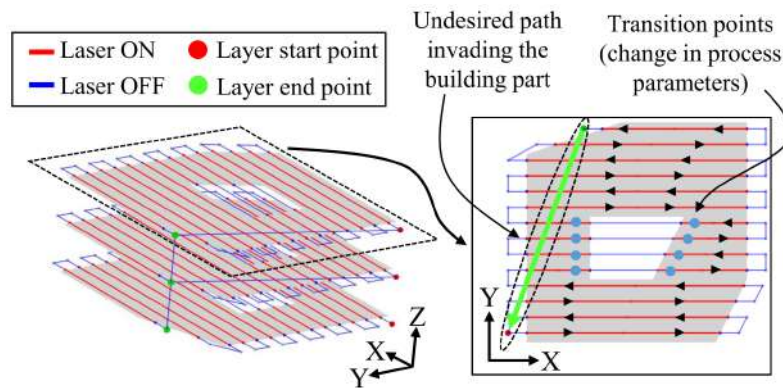 Laser ON
Layer start point
Laser OFF
Layer end point
Undesired path
invading the
building part
Transition points
(change in process
parameters)
Z
X
Y
Y
X